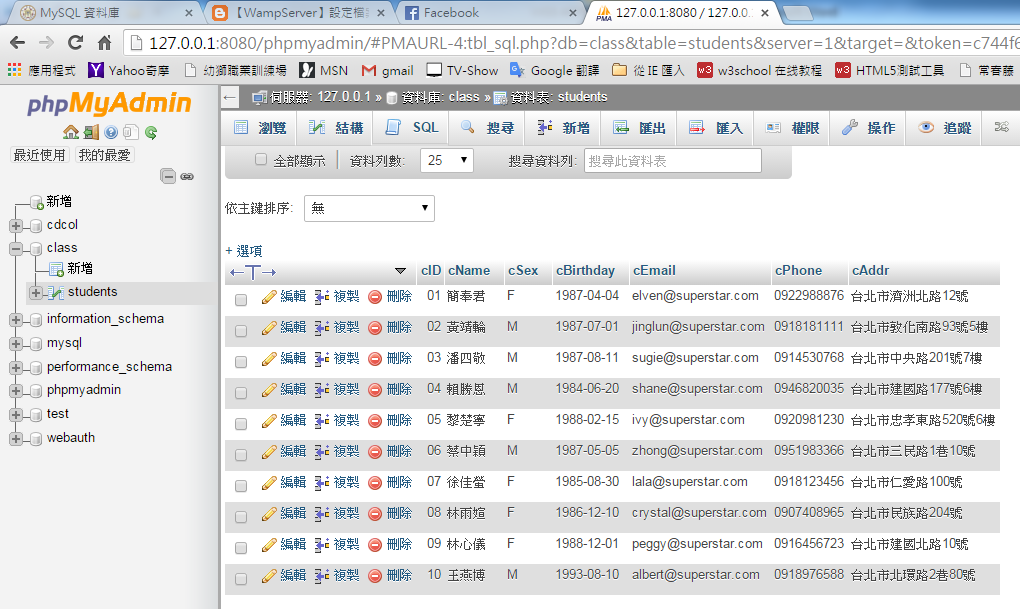 MySQL 資料庫
【WampServer】設定檔
Facebook
127.0.0.1:8080 / 127.0.0.
127.0.0.1:8080/phpmyadmin/#PMAURL-4:tbl_sql.php?db=class&table=students&server=1&target=&token=c744f6
應用程式 Yahoo奇摩 幼獅職業訓練場 MSN gmail TV-Show Google 翻譯 從 IE 匯入 w3school 在线教程 HTML5測試工具 常春藤
phpMyAdmin
最近使用 我的最愛
新增
cdcol
class
新增
students
information_schema
mysql
performance_schema
phpmyadmin
test
webauth
伺服器: 127.0.0.1 » 資料庫: class » 資料表: students
瀏覽 結構 SQL 搜尋 新增 匯出 匯入 權限 操作 追蹤
全部顯示 資料列數: 25 搜尋資料列: 搜尋此資料表
依主鍵排序: 無
+ 選項
←T→ cID cName cSex cBirthday cEmail cPhone cAddr
編輯 複製 刪除 01 簡奉君 F 1987-04-04 elven@superstar.com 0922988876 台北市濟洲北路12號
編輯 複製 刪除 02 黃靖輪 M 1987-07-01 jinglun@superstar.com 0918181111 台北市敦化南路93號5樓
編輯 複製 刪除 03 潘四敬 M 1987-08-11 sugie@superstar.com 0914530768 台北市中央路201號7樓
編輯 複製 刪除 04 賴勝恩 M 1984-06-20 shane@superstar.com 0946820035 台北市建國路177號6樓
編輯 複製 刪除 05 黎楚寧 F 1988-02-15 ivy@superstar.com 0920981230 台北市忠孝東路520號6樓
編輯 複製 刪除 06 蔡中穎 M 1987-05-05 zhong@superstar.com 0951983366 台北市三民路1巷10號
編輯 複製 刪除 07 徐佳螢 F 1985-08-30 lala@superstar.com 0918123456 台北市仁愛路100號
編輯 複製 刪除 08 林雨媗 F 1986-12-10 crystal@superstar.com 0907408965 台北市民族路204號
編輯 複製 刪除 09 林心儀 F 1988-12-01 peggy@superstar.com 0916456723 台北市建國北路10號
編輯 複製 刪除 10 王燕博 M 1993-08-10 albert@superstar.com 0918976588 台北市北環路2巷80號